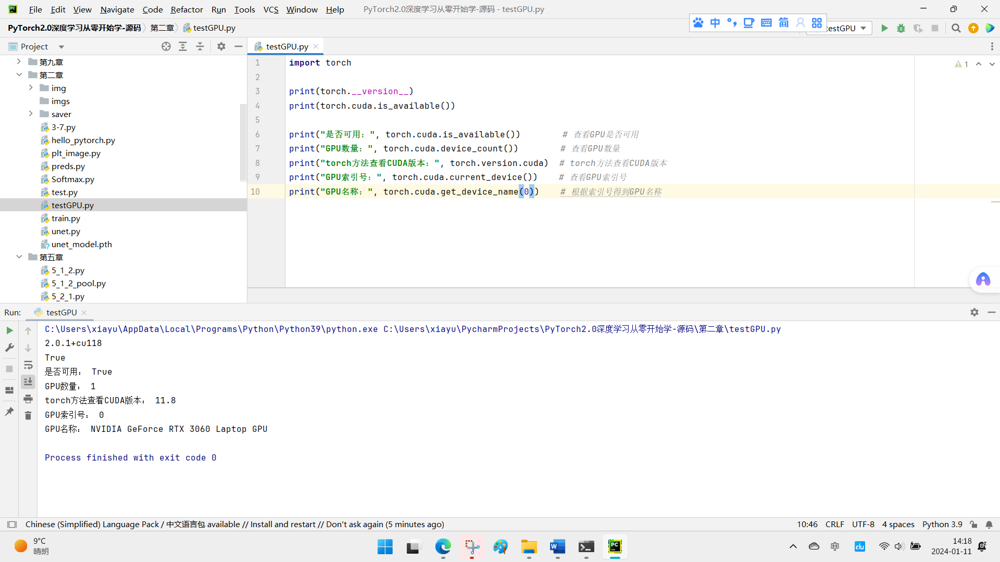 File Edit View Navigate Code Refactor Run Tools VCS Window Help PyTorch2.0深度学习从零开始学-源码 - testGPU.py
PyTorch2.0深度学习从零开始学-源码 第二章 testGPU.py
中 简
testGPU
Project
testGPU.py
第九章
第二章
img
imgs
saver
3-7.py
hello_pytorch.py
plt_image.py
preds.py
Softmax.py
test.py
testGPU.py
train.py
unet.py
unet_model.pth
第五章
5_1_2.py
5_1_2_pool.py
5_2_1.py
1 import torch
2
3 print(torch.__version__)
4 print(torch.cuda.is_available())
5
6 print("是否可用：", torch.cuda.is_available()) # 查看GPU是否可用
7 print("GPU数量：", torch.cuda.device_count()) # 查看GPU数量
8 print("torch方法查看CUDA版本：", torch.version.cuda) # torch方法查看CUDA版本
9 print("GPU索引号：", torch.cuda.current_device()) # 查看GPU索引号
10 print("GPU名称：", torch.cuda.get_device_name(0)) # 根据索引号得到GPU名称
1
Run: testGPU
C:\Users\xiayu\AppData\Local\Programs\Python\Python39\python.exe C:\Users\xiayu\PycharmProjects\PyTorch2.0深度学习从零开始学-源码\第二章\testGPU.py
2.0.1+cu118
True
是否可用： True
GPU数量： 1
torch方法查看CUDA版本： 11.8
GPU索引号： 0
GPU名称： NVIDIA GeForce RTX 3060 Laptop GPU
Process finished with exit code 0
Chinese (Simplified) Language Pack / 中文语言包 available // Install and restart // Don't ask again (5 minutes ago)
10:46 CRLF UTF-8 4 spaces Python 3.9
9°C
晴朗
PC
中
du
14:18
2024-01-11